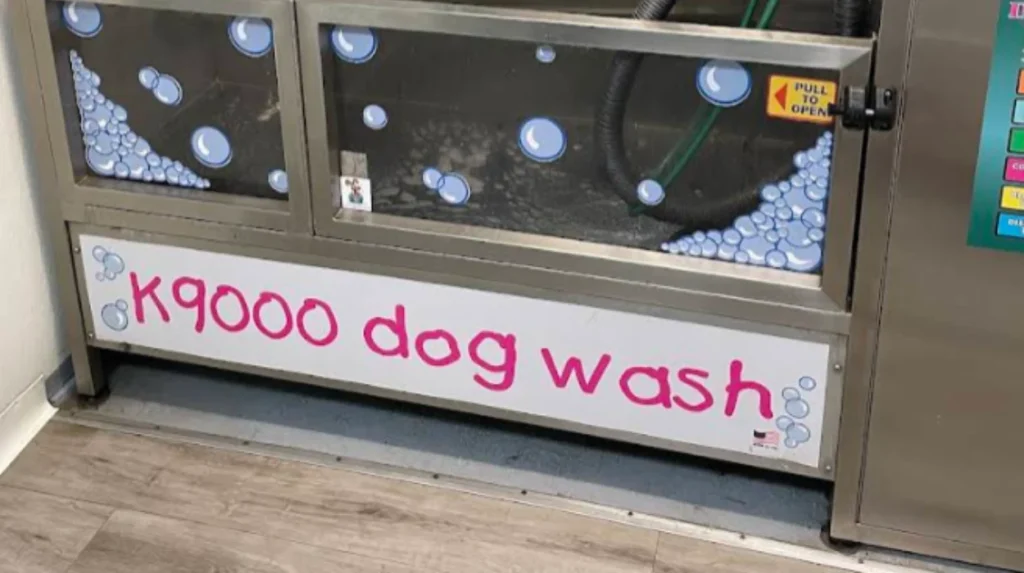 PULL
TO
OPEN
K9000 dog wash